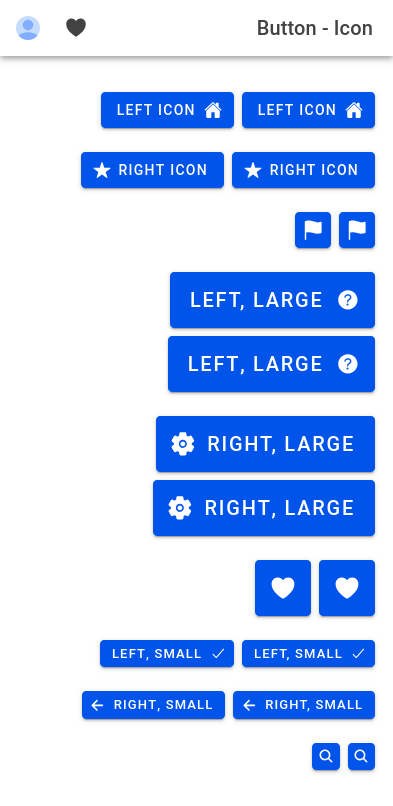 Button - Icon
LEFT ICON LEFT ICON
RIGHT ICON RIGHT ICON
LEFT, LARGE
LEFT, LARGE
RIGHT, LARGE
RIGHT, LARGE
LEFT, SMALL LEFT, SMALL
RIGHT, SMALL RIGHT, SMALL